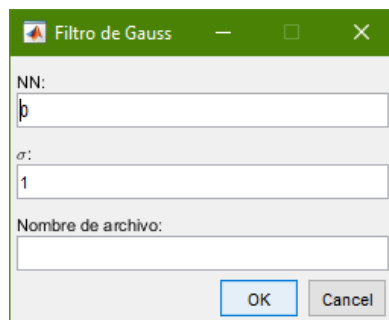 Filtro de Gauss
NN:
0
σ:
1
Nombre de archivo:
OK Cancel